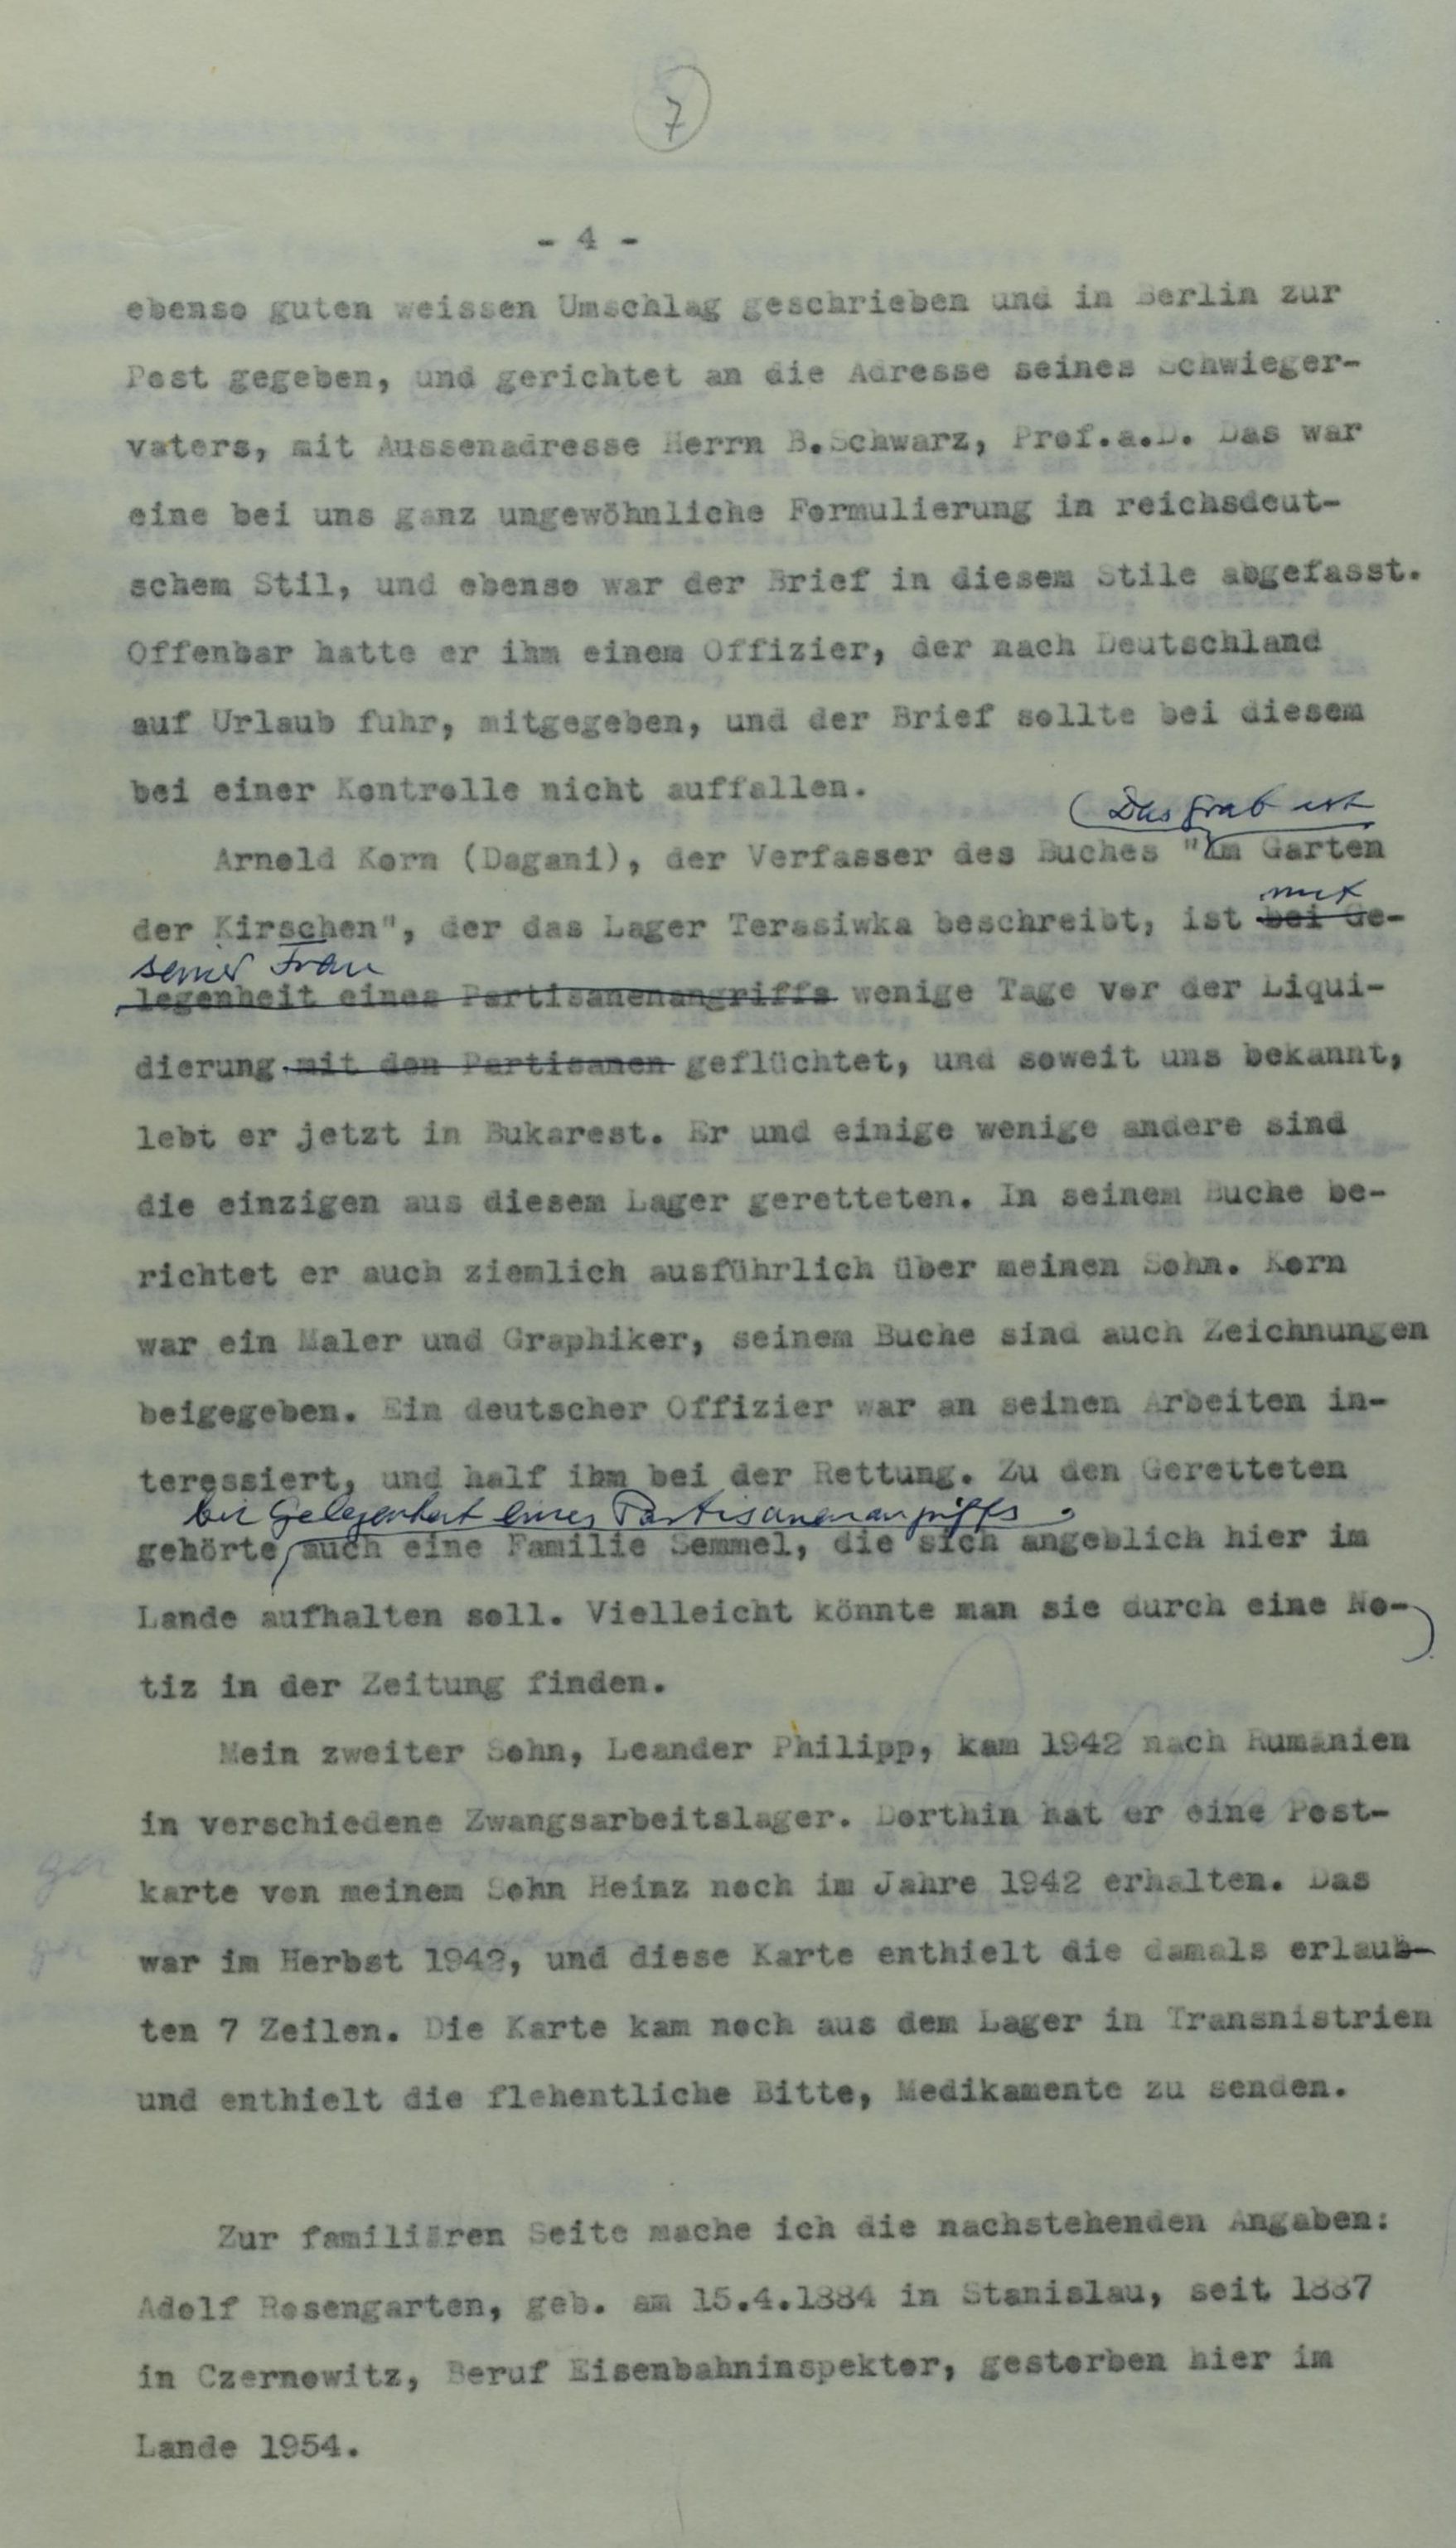 7
- 4 -
ebenso guten weissen Umschlag geschrieben und in Berlin zur
Post gegeben, und gerichtet an die Adresse seines Schwieger-
vaters, mit Aussenadresse Herrn B.Schwarz, Prof.a.D. Das war
eine bei uns ganz ungewöhnliche Formulierung in reichsdeut-
schem Stil, und ebenso war der Brief in diesem Stile abgefasst.
Offenbar hatte er ihm einem Offizier, der nach Deutschland
auf Urlaub fuhr, mitgegeben, und der Brief sollte bei diesem
bei einer Kontrolle nicht auffallen.
(Das Grab ist
Arnold Korn (Dagani), der Verfasser des Buches "Im Garten
mit
der Kirschen", der das Lager Terasiwka beschreibt, ist bei Ge-
seiner Frau
legenheit eines Partisanenangriffs wenige Tage vor der Liqui-
dierung mit den Partisanen geflüchtet, und soweit uns bekannt,
lebt er jetzt in Bukarest. Er und einige wenige andere sind
die einzigen aus diesem Lager geretteten. In seinem Buche be-
richtet er auch ziemlich ausführlich über meinen Sohn. Korn
war ein Maler und Graphiker, seinem Buche sind auch Zeichnungen
beigegeben. Ein deutscher Offizier war an seinen Arbeiten in-
teressiert, und half ihm bei der Rettung. Zu den Geretteten
bei Gelegenheit eines Partisanenangriffs
gehörte auch eine Familie Semmel, die sich angeblich hier im
Lande aufhalten soll. Vielleicht könnte man sie durch eine No-
tiz in der Zeitung finden.
Mein zweiter Sohn, Leander Philipp, kam 1942 nach Rumänien
in verschiedene Zwangsarbeitslager. Dorthin hat er eine Post-
karte von meinem Sohn Heinz noch im Jahre 1942 erhalten. Das
war im Herbst 1942, und diese Karte enthielt die damals erlaub-
ten 7 Zeilen. Die Karte kam noch aus dem Lager in Transnistrien
und enthielt die flehentliche Bitte, Medikamente zu senden.
Zur familiären Seite mache ich die nachstehenden Angaben:
Adolf Rosengarten, geb. am 15.4.1884 in Stanislau, seit 1887
in Czernowitz, Beruf Eisenbahninspektor, gestorben hier im
Lande 1954.